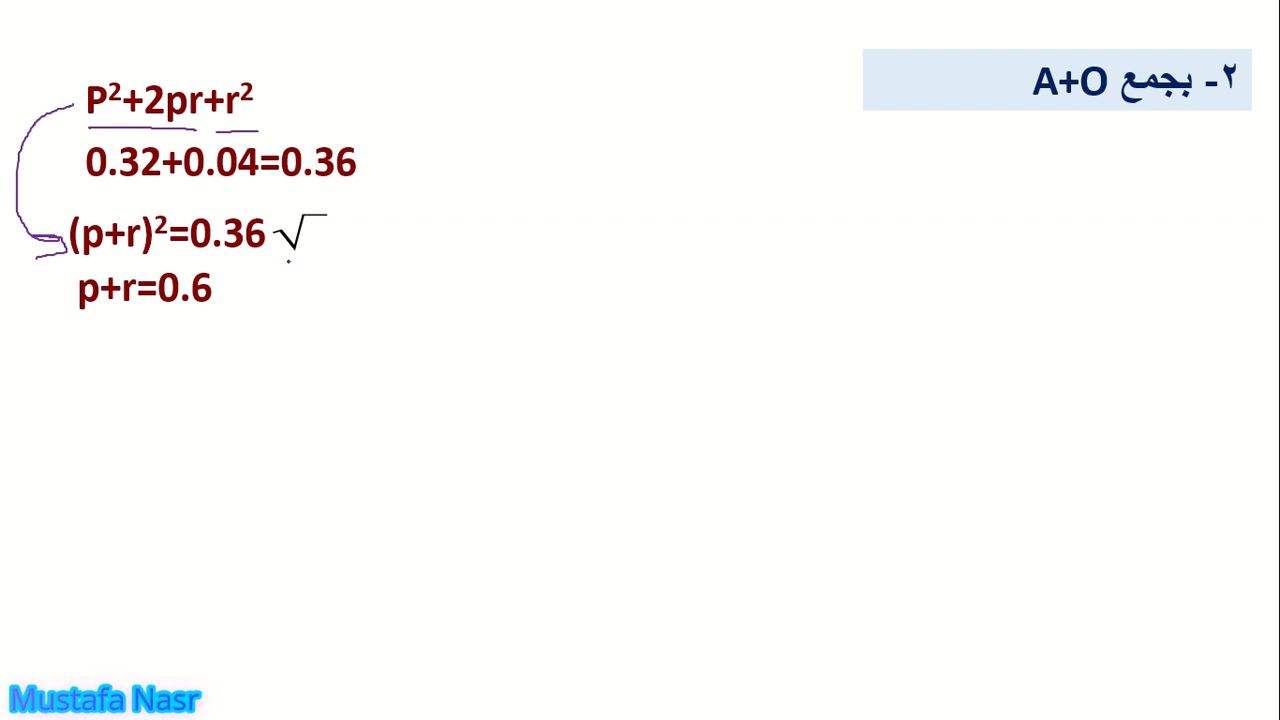 ٢- بجمع A+O
P²+2pr+r²
0.32+0.04=0.36
(p+r)²=0.36 √
p+r=0.6
Mustafa Nasr